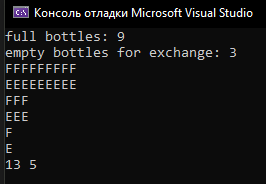 Консоль отладки Microsoft Visual Studio
full bottles: 9
empty bottles for exchange: 3
FFFFFFFFF
EEEEEEEEE
FFF
EEE
F
E
13 5